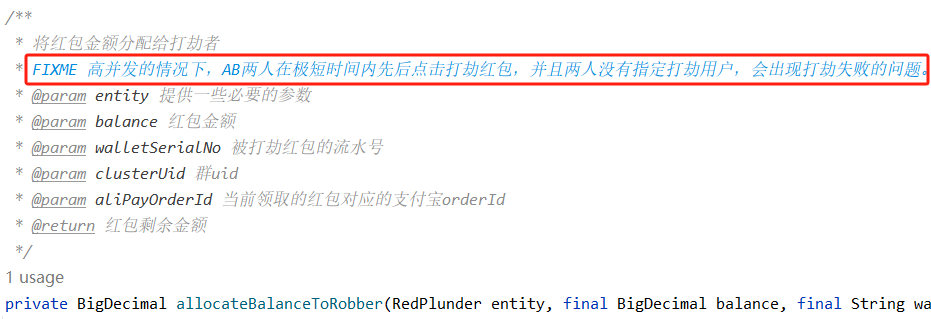 /**
 * 将红包金额分配给打劫者
 * FIXME 高并发的情况下，AB两人在极短时间内先后点击打劫红包，并且两人没有指定打劫用户，会出现打劫失败的问题。
 * @param entity 提供一些必要的参数
 * @param balance 红包金额
 * @param walletSerialNo 被打劫红包的流水号
 * @param clusterUid 群uid
 * @param aliPayOrderId 当前领取的红包对应的支付宝orderId
 * @return 红包剩余金额
 */
1 usage
private BigDecimal allocateBalanceToRobber(RedPlunder entity, final BigDecimal balance, final String wa